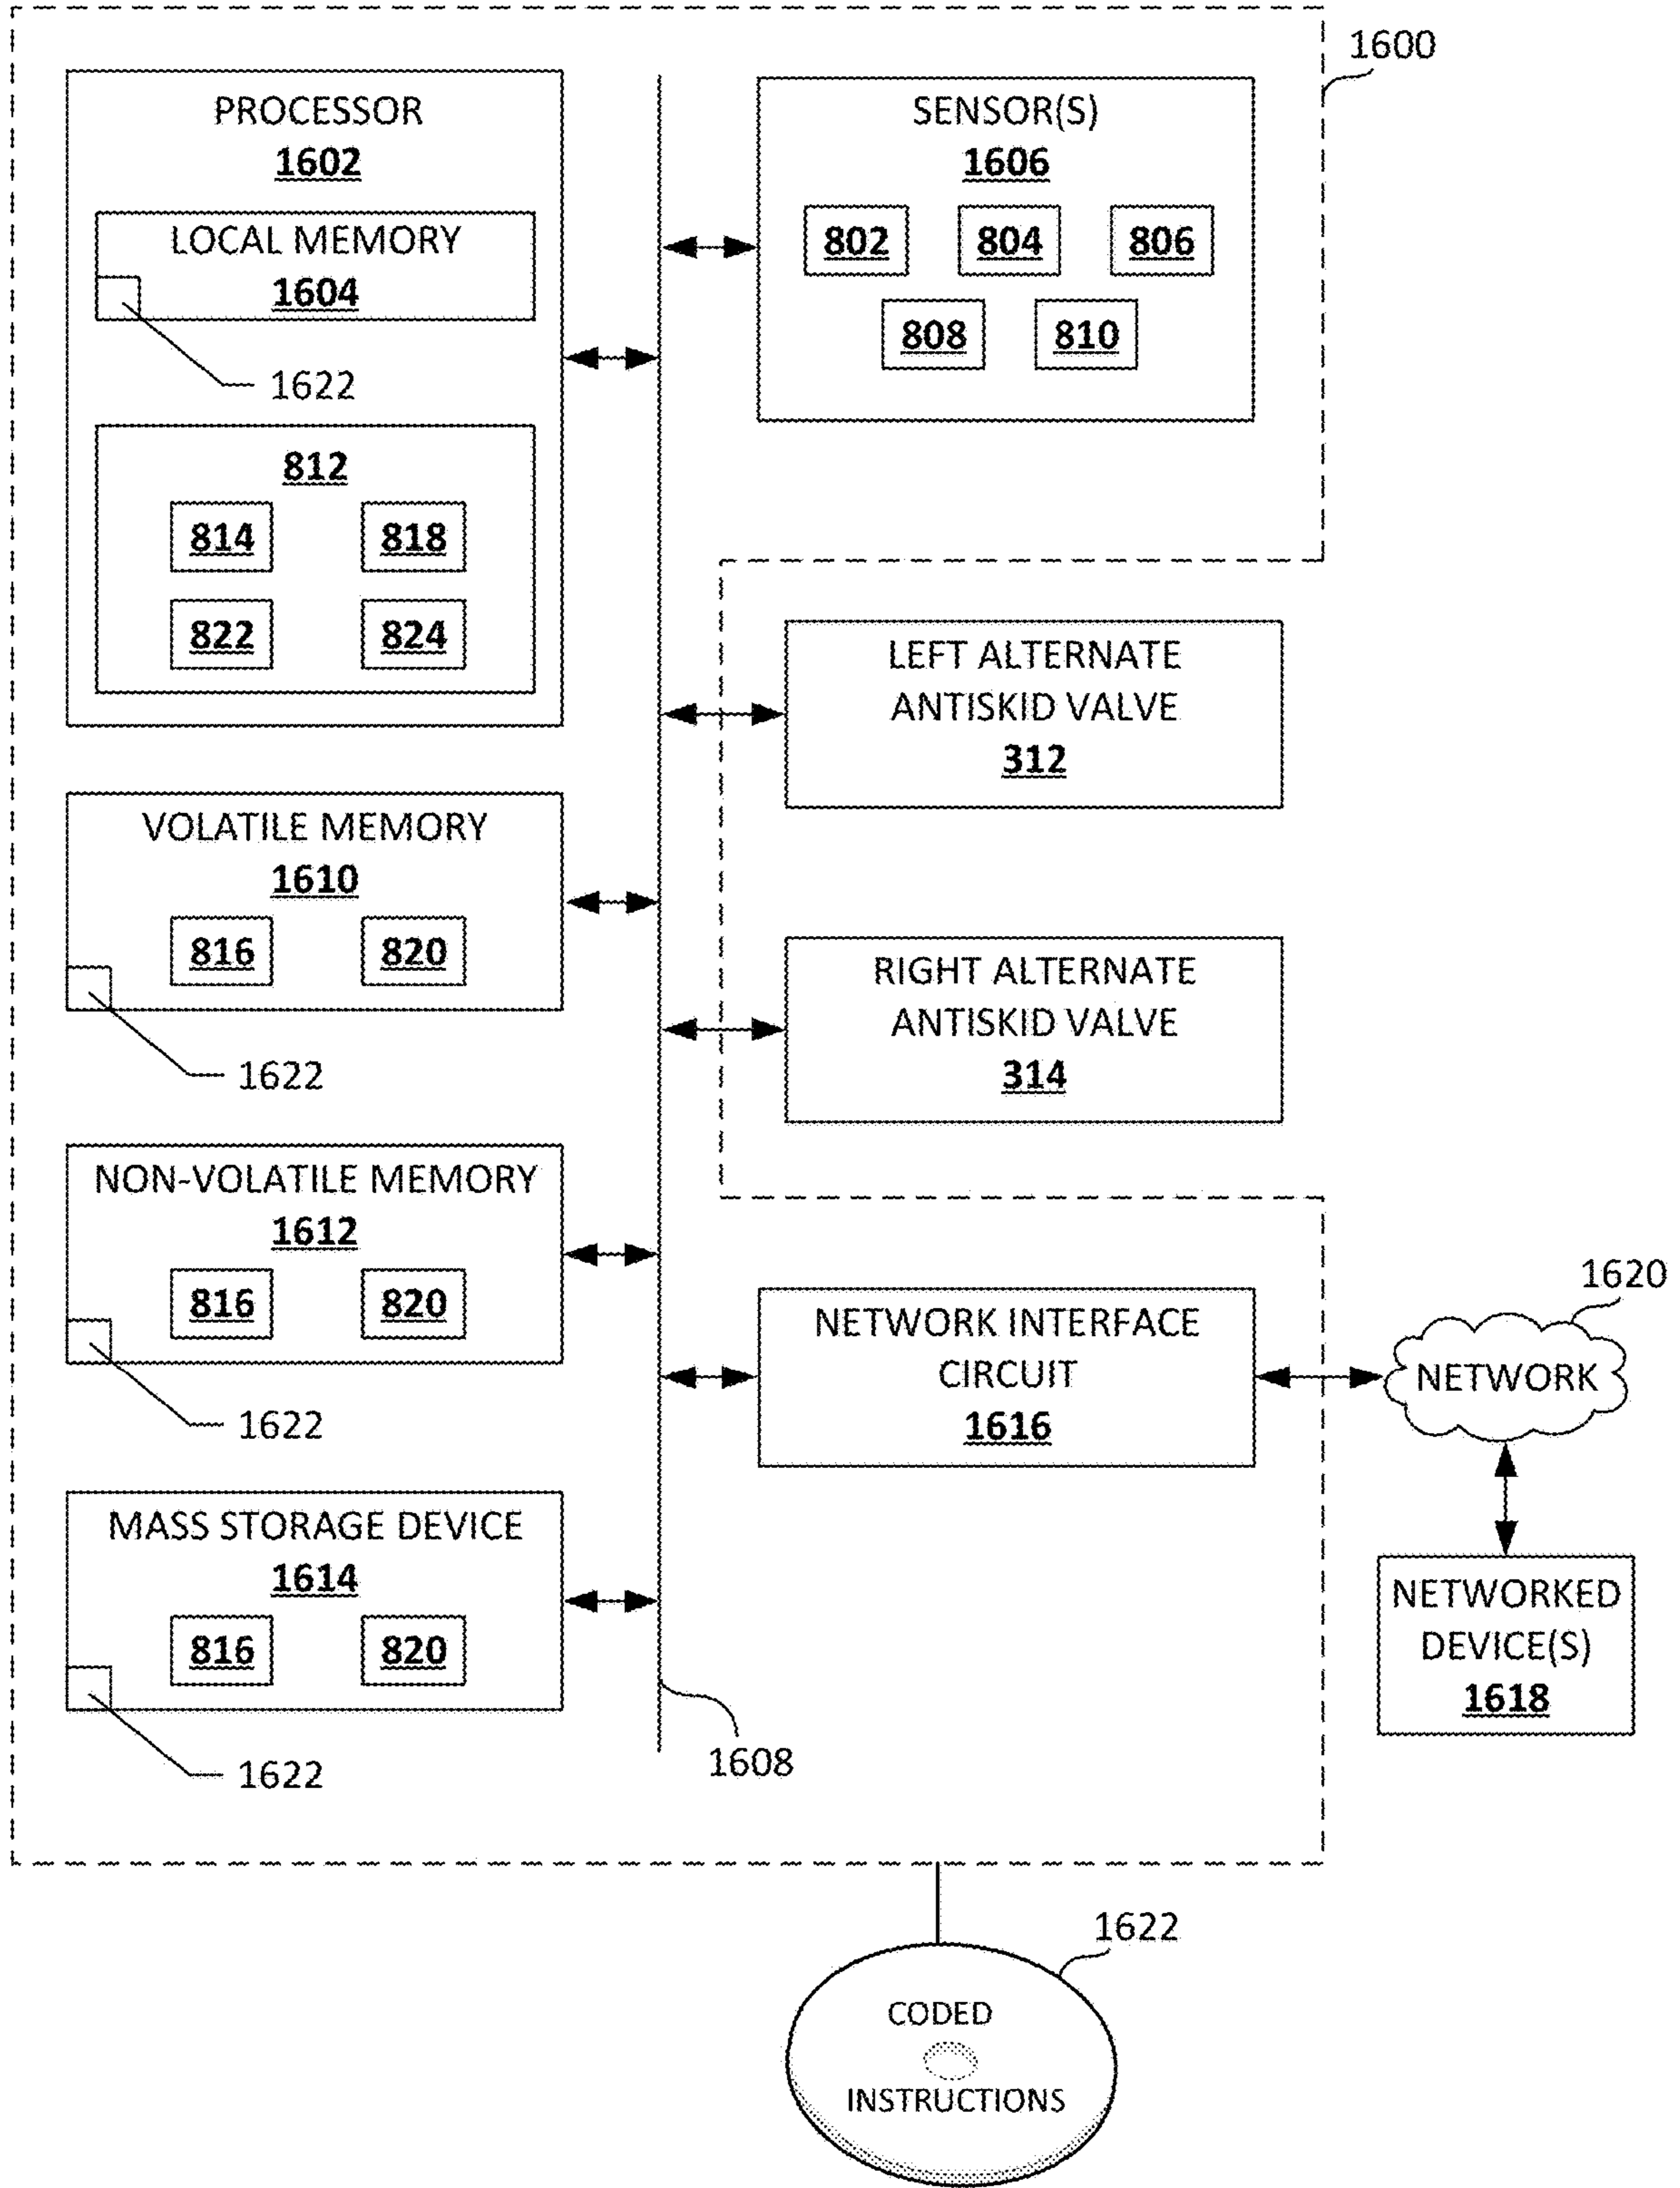 1600
PROCESSOR
1602
LOCAL MEMORY
1604
1622
812
814 818
822 824
SENSOR(S)
1606
802 804 806
808 810
LEFT ALTERNATE
ANTISKID VALVE
312
VOLATILE MEMORY
1610
816 820
1622
RIGHT ALTERNATE
ANTISKID VALVE
314
NON-VOLATILE MEMORY
1612
816 820
1622
NETWORK INTERFACE
CIRCUIT
1616
1620
NETWORK
MASS STORAGE DEVICE
1614
816 820
1622
1608
NETWORKED
DEVICE(S)
1618
1622
CODED
INSTRUCTIONS